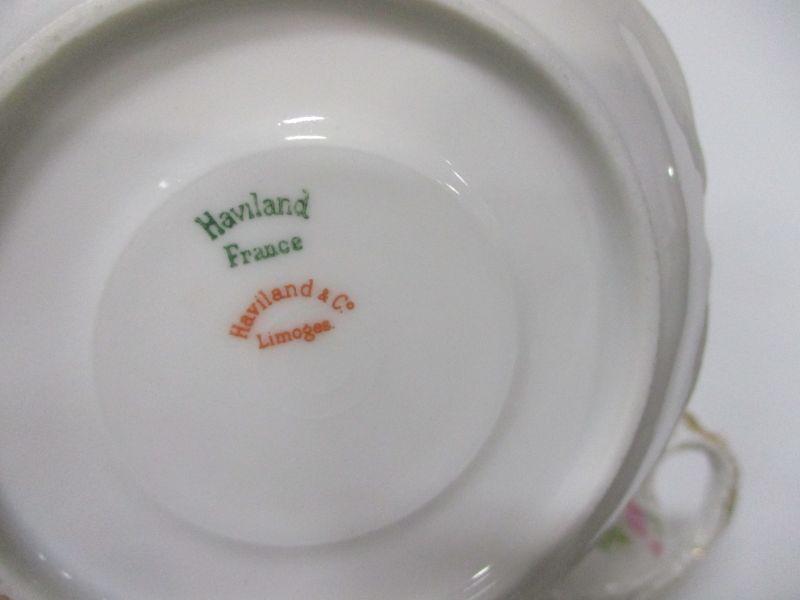 Haviland
France
Haviland & Co.
Limoges.